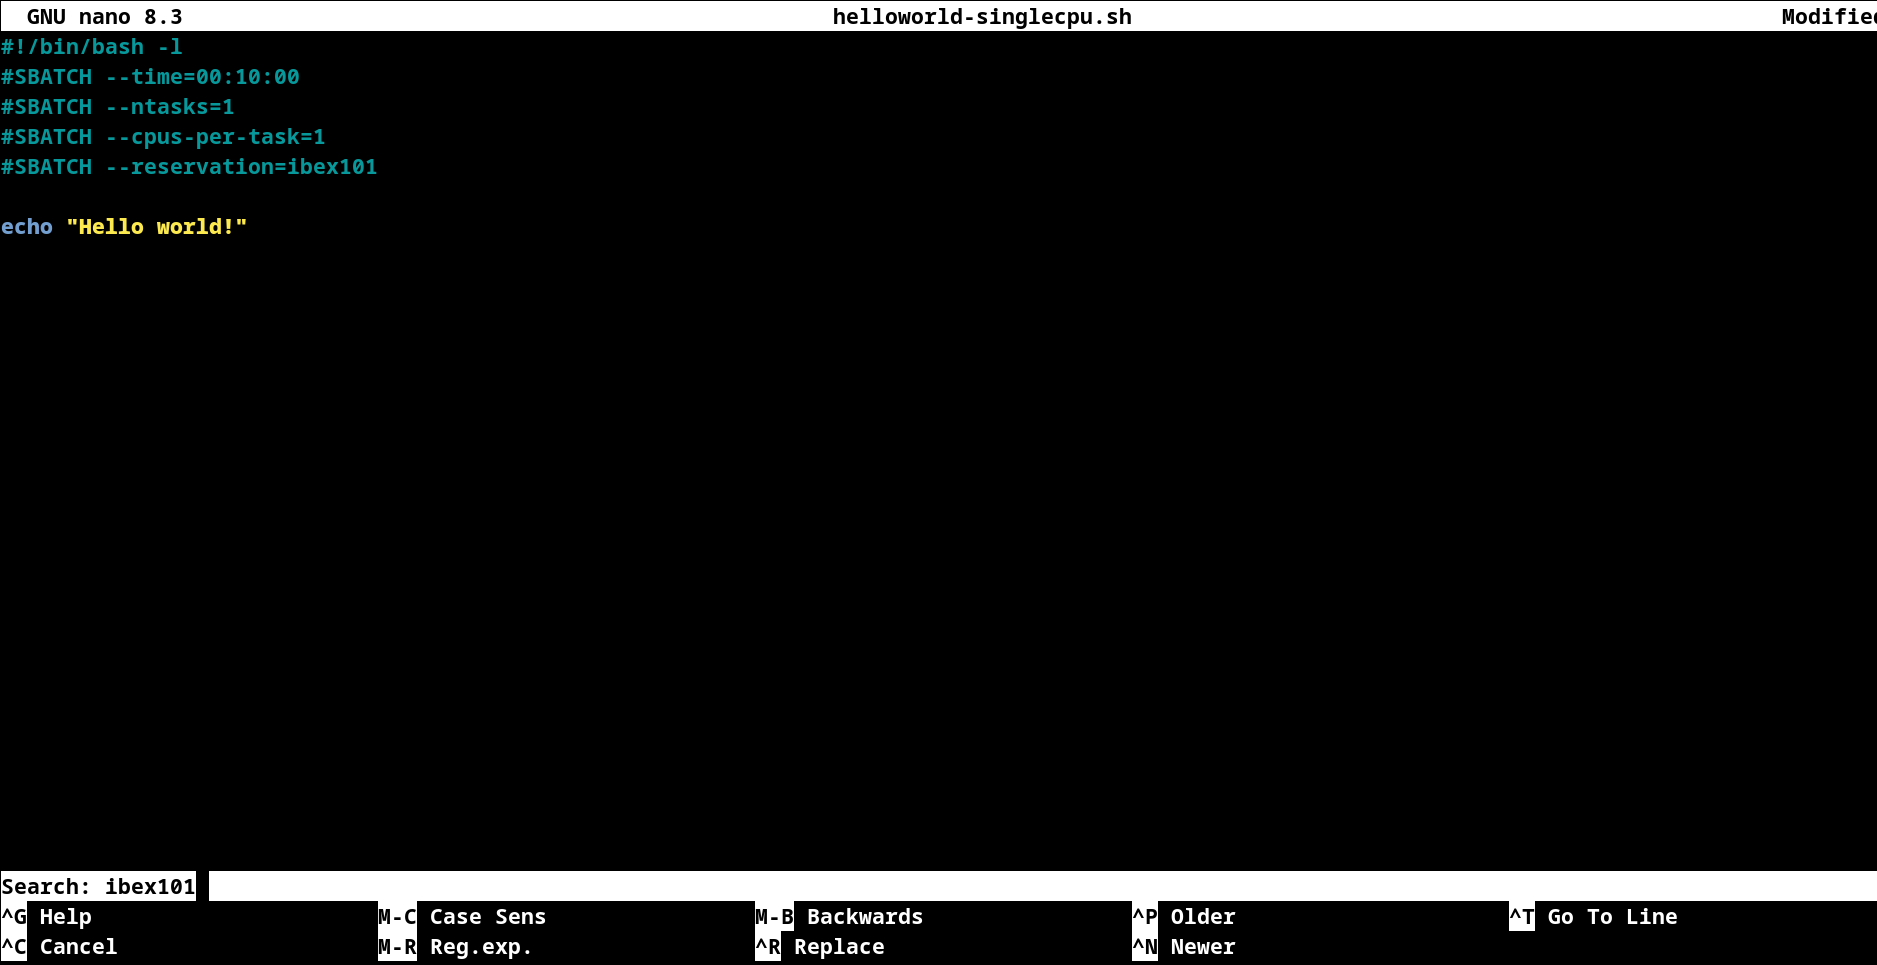 GNU nano 8.3 helloworld-singlecpu.sh Modified
#!/bin/bash -l
#SBATCH --time=00:10:00
#SBATCH --ntasks=1
#SBATCH --cpus-per-task=1
#SBATCH --reservation=ibex101
echo "Hello world!"
Search: ibex101
^G Help M-C Case Sens M-B Backwards ^P Older ^T Go To Line
^C Cancel M-R Reg.exp. ^R Replace ^N Newer